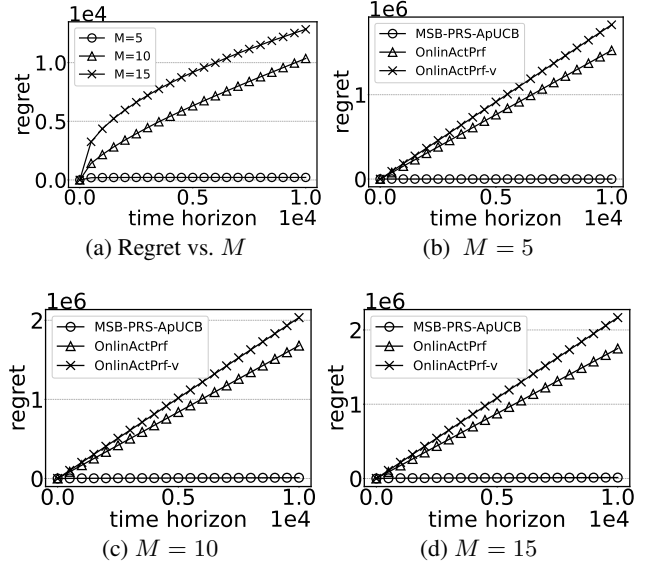 1e4
M=5
M=10
M=15
1.0
0.5
0.0
regret
0.0 0.5 1.0
time horizon 1e4
(a) Regret vs. M
1e6
MSB-PRS-ApUCB
OnlinActPrf
OnlinActPrf-v
1
0
regret
0.0 0.5 1.0
time horizon 1e4
(b) M = 5
1e6
MSB-PRS-ApUCB
OnlinActPrf
OnlinActPrf-v
2
1
0
regret
0.0 0.5 1.0
time horizon 1e4
(c) M = 10
1e6
MSB-PRS-ApUCB
OnlinActPrf
OnlinActPrf-v
2
1
0
regret
0.0 0.5 1.0
time horizon 1e4
(d) M = 15